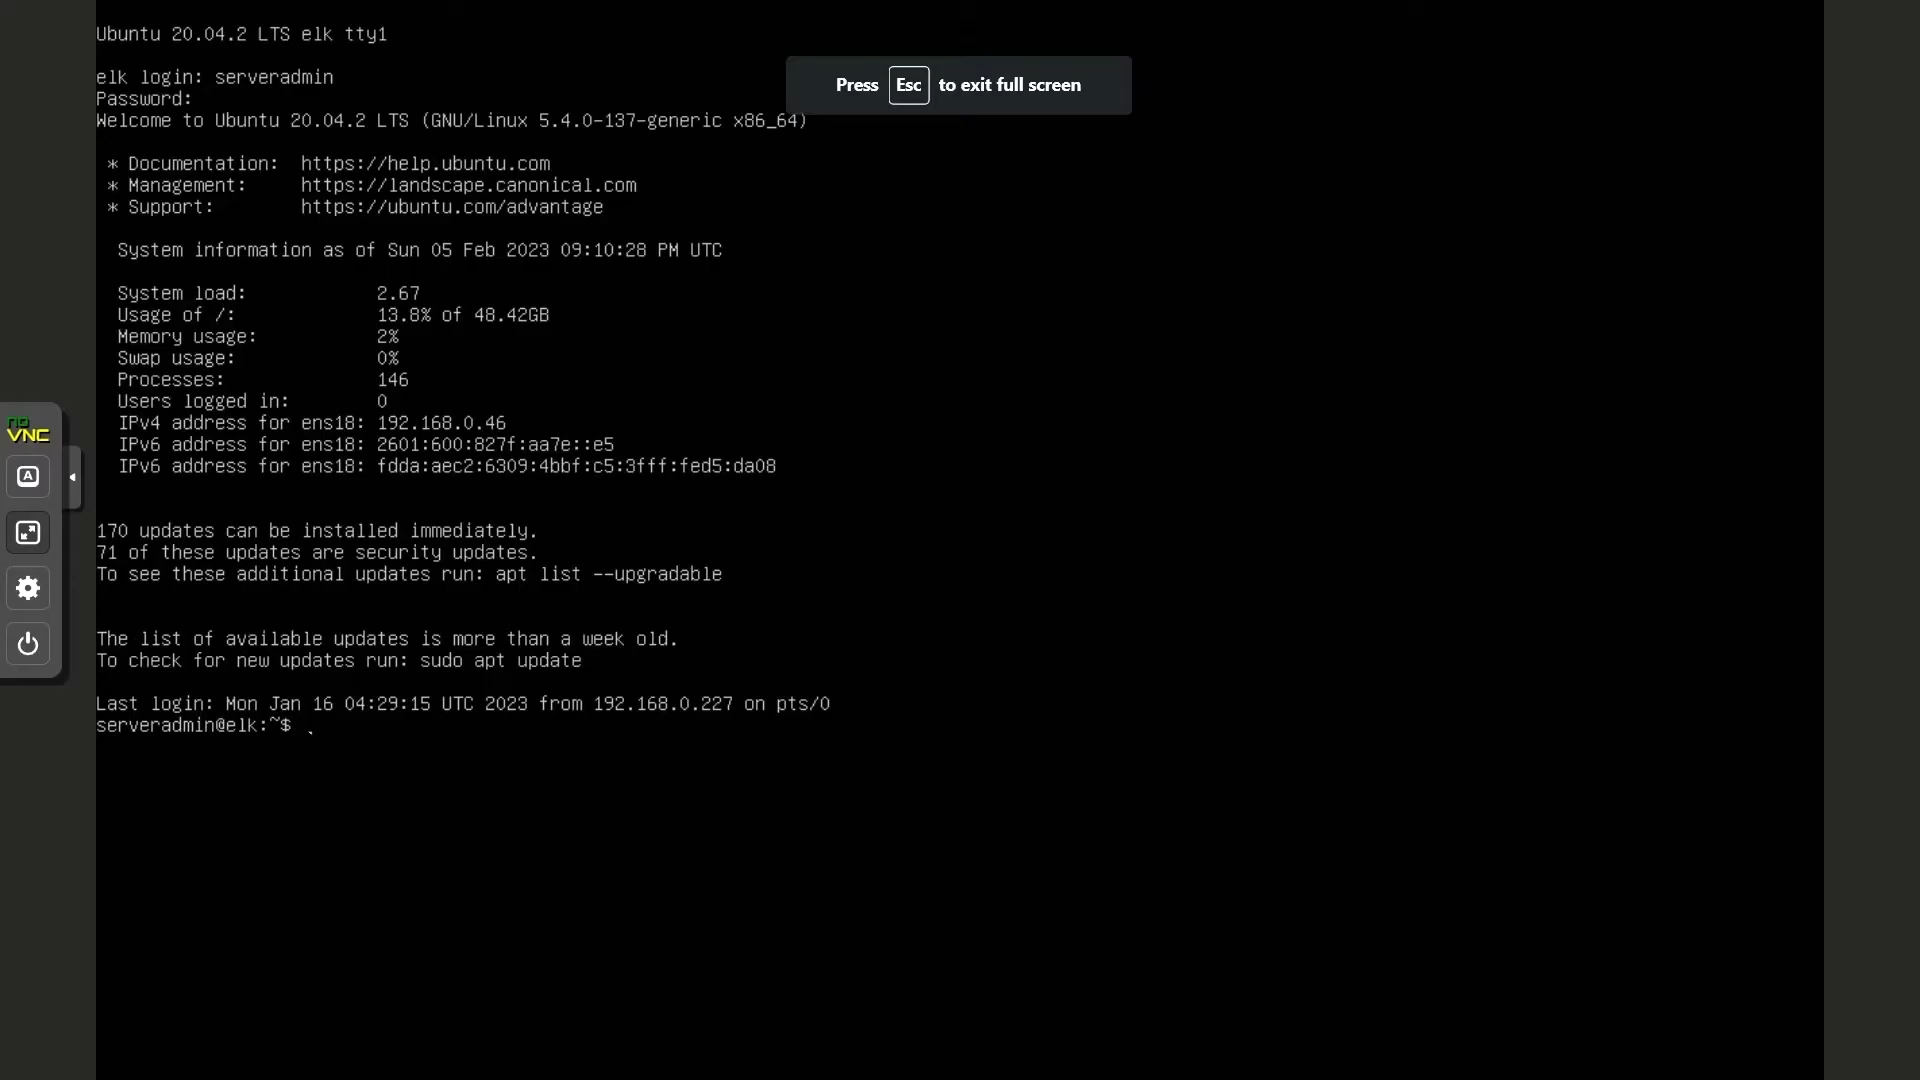 Ubuntu 20.04.2 LTS elk tty1
elk login: serveradmin
Password:
Press Esc to exit full screen
Welcome to Ubuntu 20.04.2 LTS (GNU/Linux 5.4.0-137-generic x86_64)
* Documentation:  https://help.ubuntu.com
* Management:     https://landscape.canonical.com
* Support:        https://ubuntu.com/advantage
System information as of Sun 05 Feb 2023 09:10:28 PM UTC
System load:            2.67
Usage of /:             13.8% of 48.42GB
Memory usage:           2%
Swap usage:             0%
Processes:              146
Users logged in:        0
IPv4 address for ens18: 192.168.0.46
IPv6 address for ens18: 2601:600:827f:aa7e::e5
IPv6 address for ens18: fdda:aec2:6309:4bbf:c5:3fff:fed5:da08
no
VNC
A
170 updates can be installed immediately.
71 of these updates are security updates.
To see these additional updates run: apt list --upgradable
The list of available updates is more than a week old.
To check for new updates run: sudo apt update
Last login: Mon Jan 16 04:29:15 UTC 2023 from 192.168.0.227 on pts/0
serveradmin@elk:~$